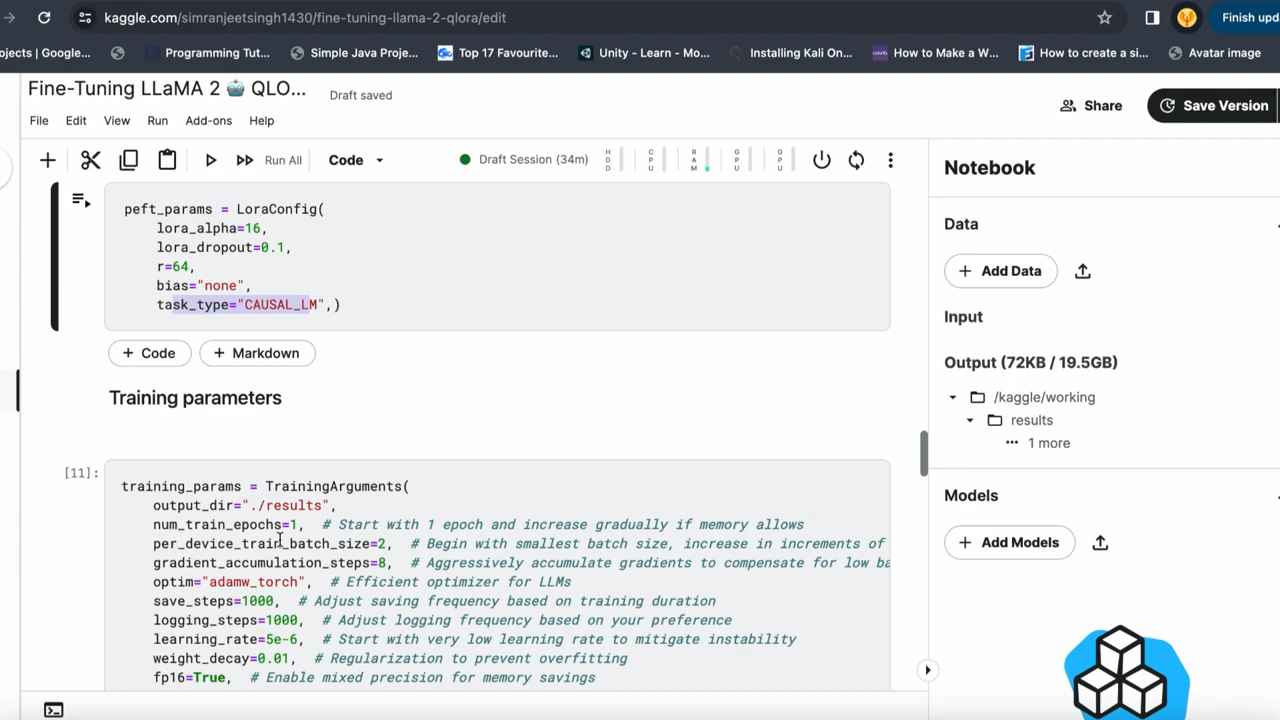 kaggle.com/simranjeetsingh1430/fine-tuning-llama-2-qlora/edit
Finish upd
ojects | Google...
Programming Tut...
Simple Java Proje...
Top 17 Favourite...
Unity - Learn - Mo...
Installing Kali On...
How to Make a W...
How to create a si...
Avatar image
Fine-Tuning LLaMA 2 🤖 QLO...
Draft saved
Share
Save Version
File Edit View Run Add-ons Help
Run All
Code
Draft Session (34m)
HDD
CPU
RAM
GPU
GPU
peft_params = LoraConfig(
lora_alpha=16,
lora_dropout=0.1,
r=64,
bias="none",
task_type="CAUSAL_LM",)
+ Code
+ Markdown
Training parameters
[11]:
training_params = TrainingArguments(
output_dir="./results",
num_train_epochs=1,  # Start with 1 epoch and increase gradually if memory allows
per_device_train_batch_size=2,  # Begin with smallest batch size, increase in increments of
gradient_accumulation_steps=8,  # Aggressively accumulate gradients to compensate for low ba
optim="adamw_torch",  # Efficient optimizer for LLMs
save_steps=1000,  # Adjust saving frequency based on training duration
logging_steps=1000,  # Adjust logging frequency based on your preference
learning_rate=5e-6,  # Start with very low learning rate to mitigate instability
weight_decay=0.01,  # Regularization to prevent overfitting
fp16=True,  # Enable mixed precision for memory savings
Notebook
Data
+ Add Data
Input
Output (72KB / 19.5GB)
/kaggle/working
results
1 more
Models
+ Add Models